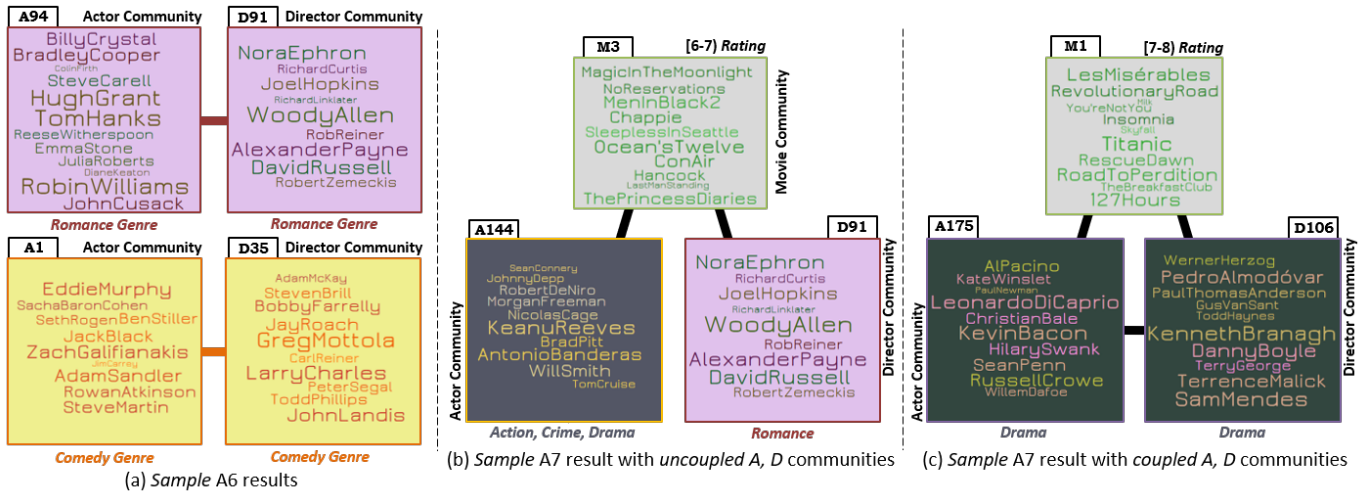 A94 Actor Community
BillyCrystal
BradleyCooper
ColinFirth
SteveCarell
HughGrant
TomHanks
ReeseWitherspoon
EmmaStone
JuliaRoberts
DianeKeaton
RobinWilliams
JohnCusack
Romance Genre
D91 Director Community
NoraEphron
RichardCurtis
JoelHopkins
RichardLinklater
WoodyAllen
RobReiner
AlexanderPayne
DavidRussell
RobertZemeckis
Romance Genre
A1 Actor Community
EddieMurphy
SachaBaronCohen
SethRogen BenStiller
JackBlack
ZachGalifianakis
JimCarrey
AdamSandler
RowanAtkinson
SteveMartin
Comedy Genre
D35 Director Community
AdamMcKay
StevenBrill
BobbyFarrelly
JayRoach
GregMottola
CarlReiner
LarryCharles
PeterSegal
ToddPhillips
JohnLandis
Comedy Genre
(a) Sample A6 results
M3 [6-7) Rating
MagicInTheMoonlight
NoReservations
MenInBlack2
Chappie
SleeplessInSeattle
Ocean'sTwelve
ConAir
Hancock
LastManStanding
ThePrincessDiaries
Movie Community
A144
SeanConnery
JohnnyDepp
RobertDeNiro
MorganFreeman
NicolasCage
KeanuReeves
BradPitt
AntonioBanderas
WillSmith
TomCruise
Actor Community
Action, Crime, Drama
D91
NoraEphron
RichardCurtis
JoelHopkins
RichardLinklater
WoodyAllen
RobReiner
AlexanderPayne
DavidRussell
RobertZemeckis
Director Community
Romance
(b) Sample A7 result with uncoupled A, D communities
M1 [7-8) Rating
LesMisérables
RevolutionaryRoad
Milk
You'reNotYou
Insomnia
Skyfall
Titanic
RescueDawn
RoadToPerdition
TheBreakfastClub
127Hours
Movie Community
A175
AlPacino
KateWinslet
PaulNewman
LeonardoDiCaprio
ChristianBale
KevinBacon
HilarySwank
SeanPenn
RussellCrowe
WillemDafoe
Actor Community
Drama
D106
WernerHerzog
PedroAlmodóvar
PaulThomasAnderson
GusVanSant
ToddHaynes
KennethBranagh
DannyBoyle
TerryGeorge
TerrenceMalick
SamMendes
Director Community
Drama
(c) Sample A7 result with coupled A, D communities